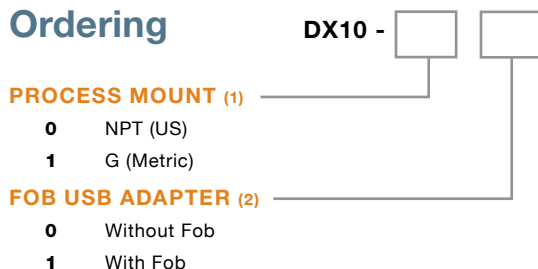 Ordering DX10 -
PROCESS MOUNT (1)
0 NPT (US)
1 G (Metric)
FOB USB ADAPTER (2)
0 Without Fob
1 With Fob